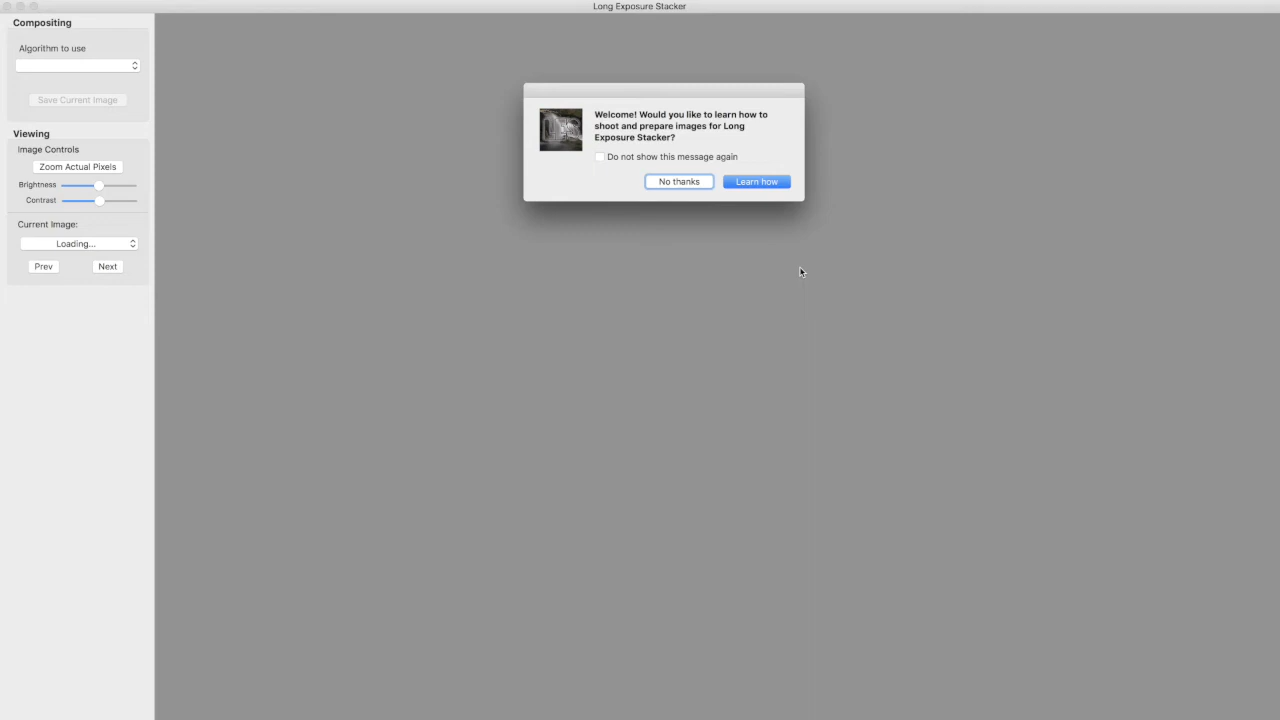 Long Exposure Stacker
Compositing
Algorithm to use
Save Current Image
Viewing
Image Controls
Zoom Actual Pixels
Brightness
Contrast
Current Image:
Loading...
Prev Next
Welcome! Would you like to learn how to
shoot and prepare images for Long
Exposure Stacker?
Do not show this message again
No thanks Learn how